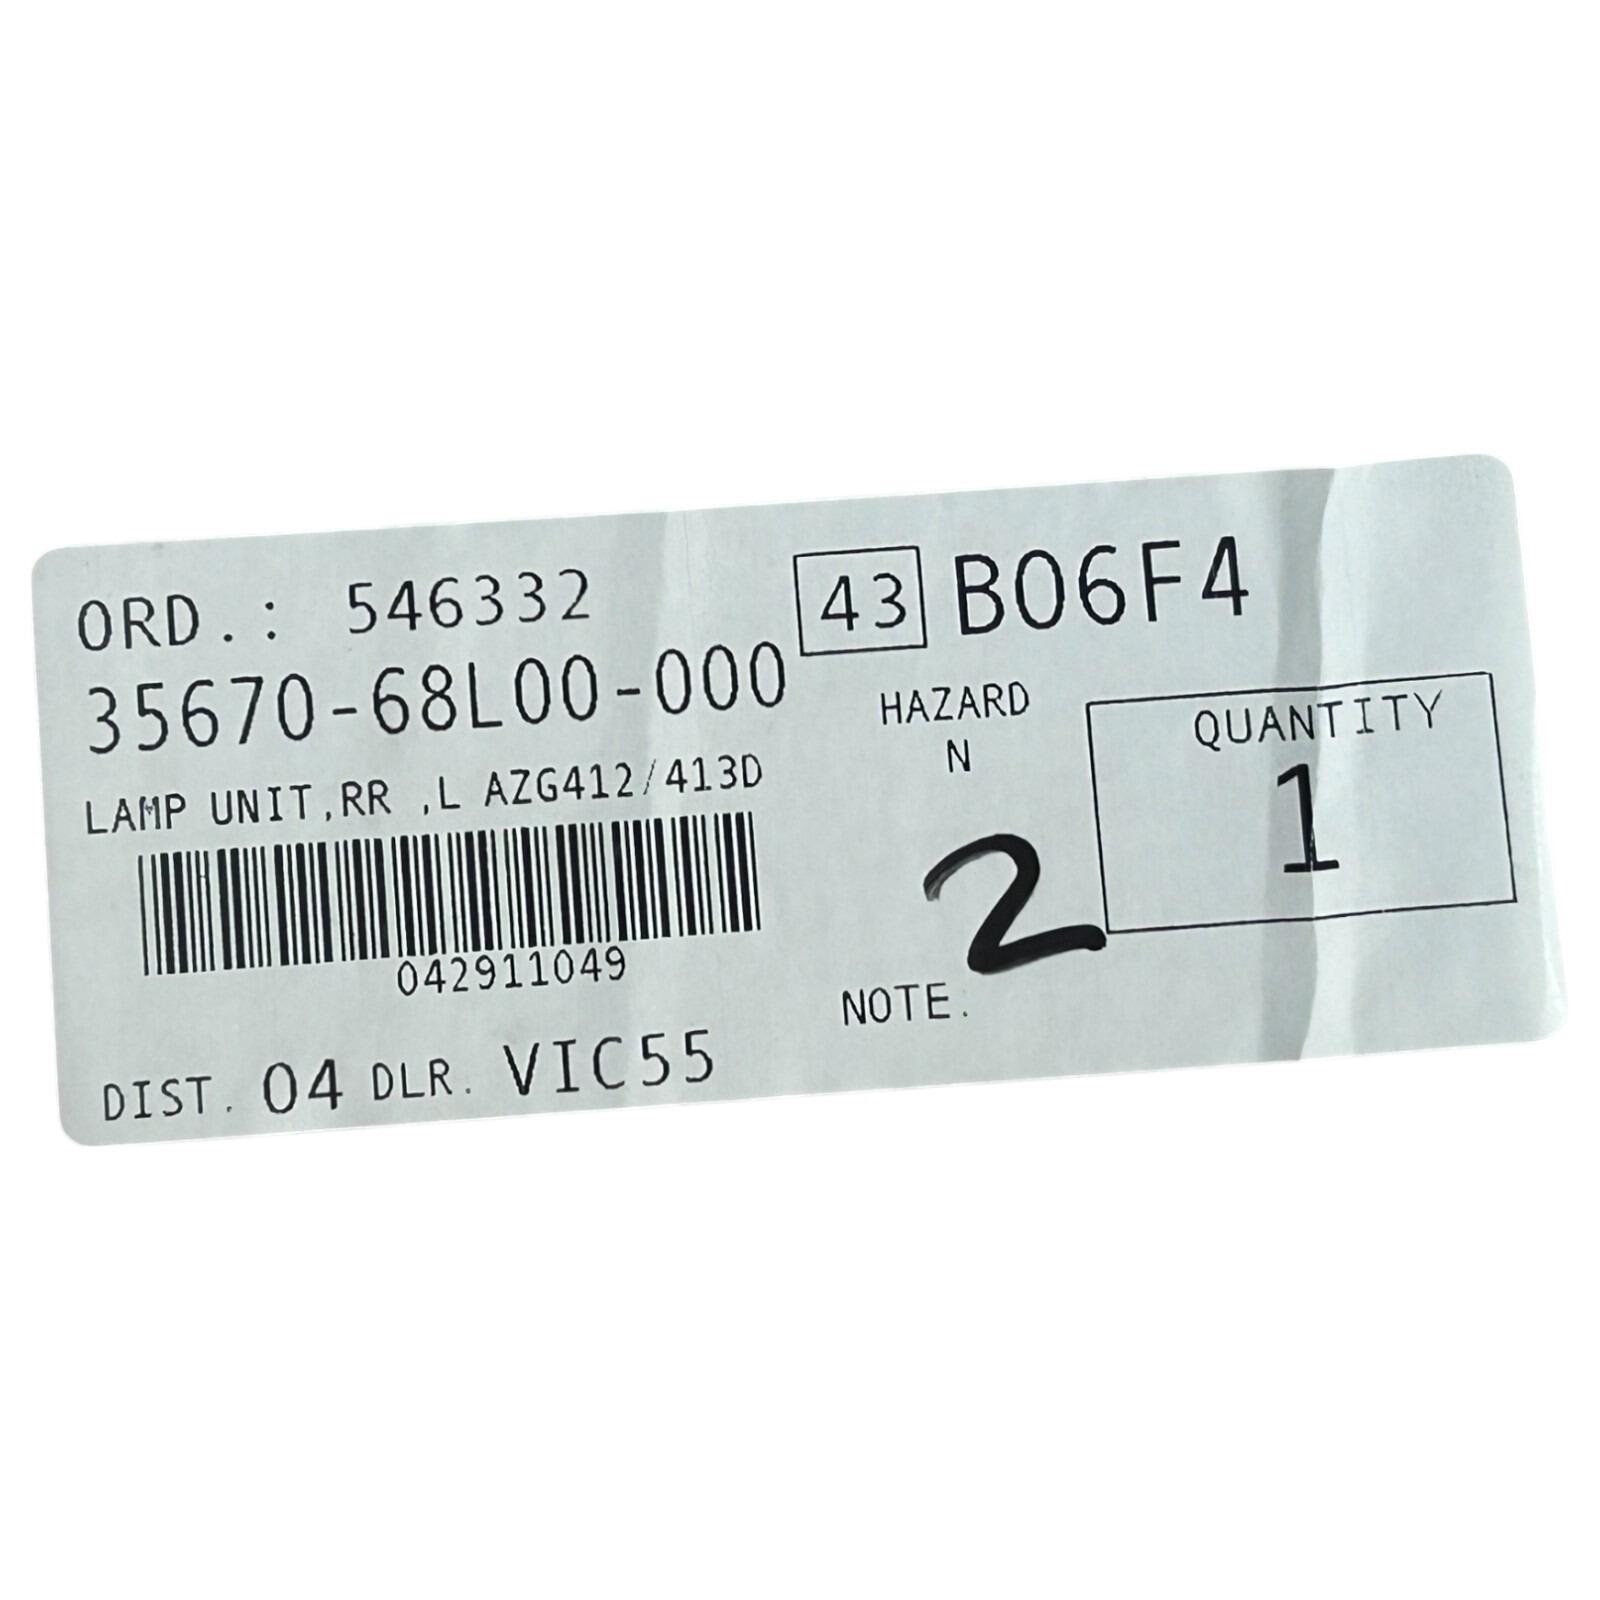 ORD.: 546332
43 B06F4
35670-68L00-000
HAZARD
N
QUANTITY
1
LAMP UNIT,RR ,L AZG412/413D
042911049
2
NOTE.
DIST. 04 DLR. VIC55